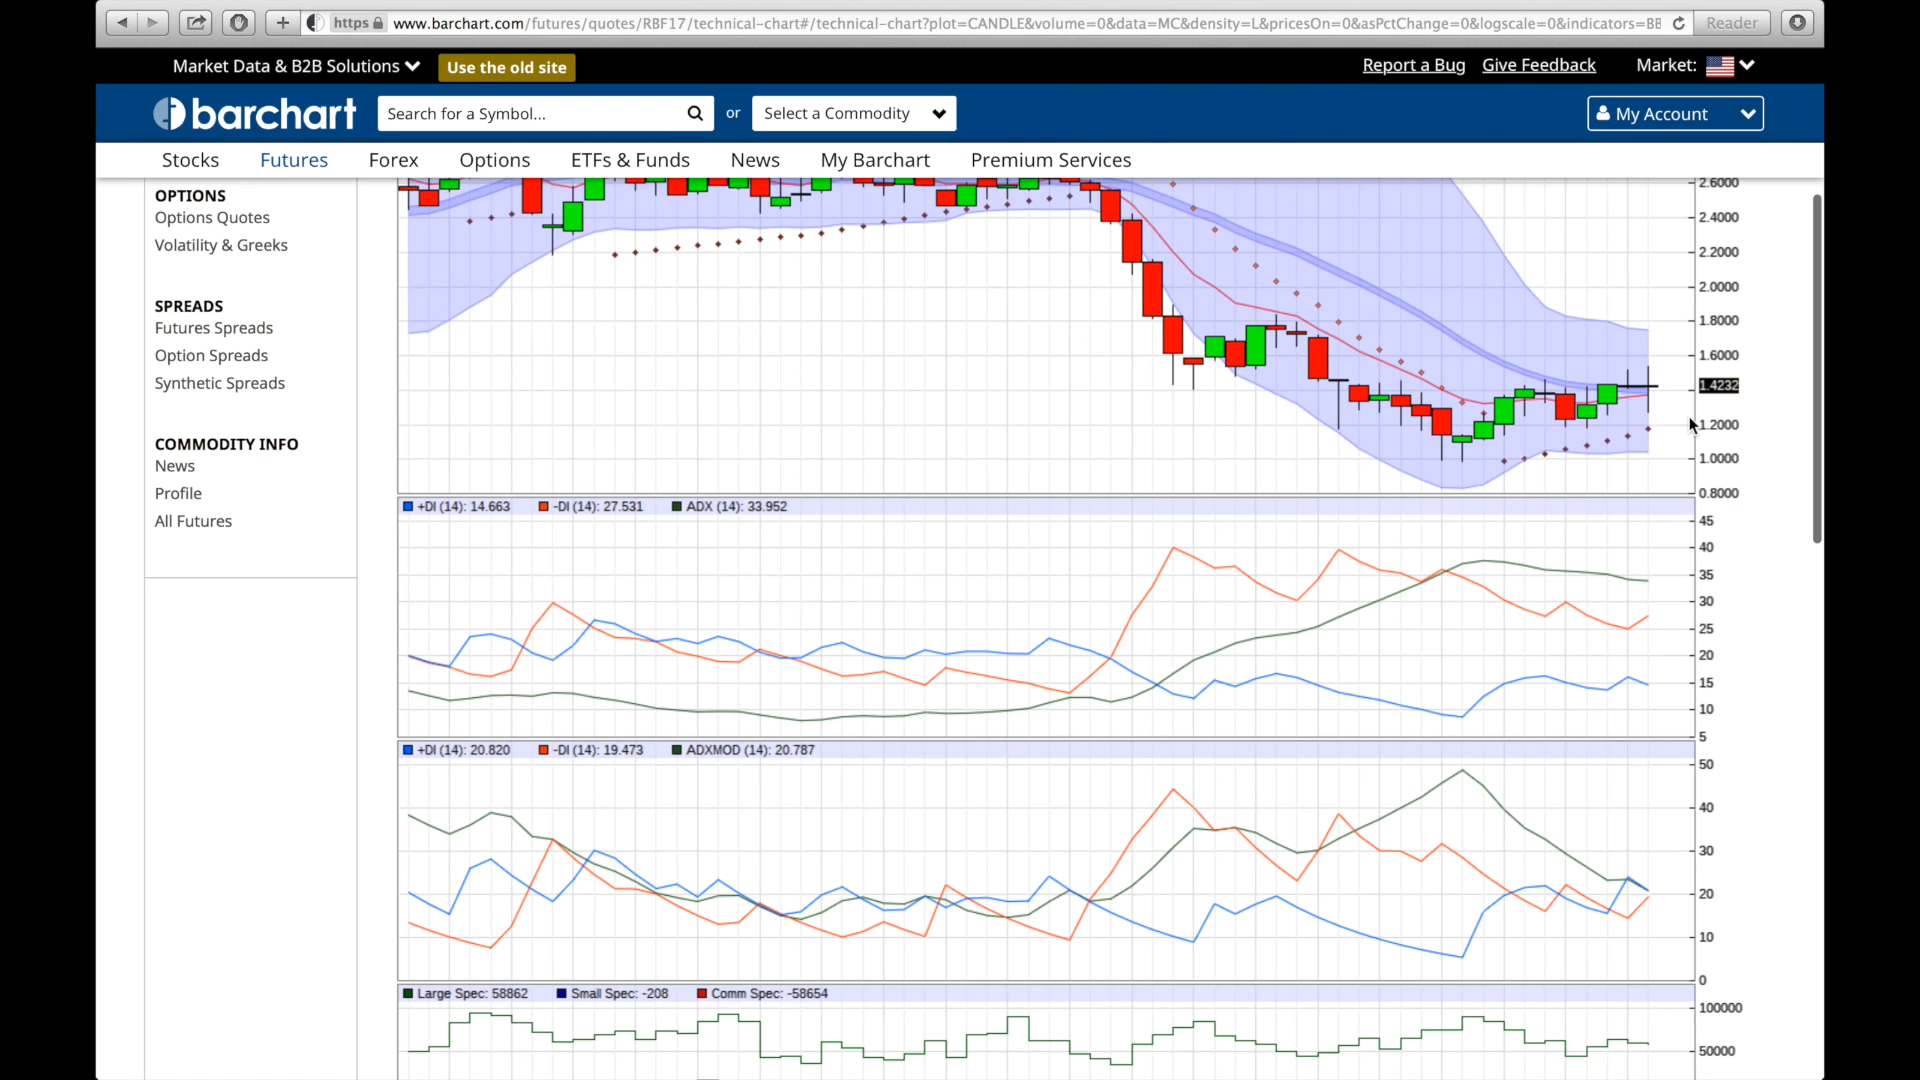 https www.barchart.com/futures/quotes/RBF17/technical-chart#/technical-chart?plot=CANDLE&volume=0&data=MC&density=L&pricesOn=0&asPctChange=0&logscale=0&indicators=BB Reader
Market Data & B2B Solutions Use the old site Report a Bug Give Feedback Market:
barchart Search for a Symbol... or Select a Commodity My Account
Stocks Futures Forex Options ETFs & Funds News My Barchart Premium Services
OPTIONS
Options Quotes
Volatility & Greeks
SPREADS
Futures Spreads
Option Spreads
Synthetic Spreads
COMMODITY INFO
News
Profile
All Futures
2.6000
2.4000
2.2000
2.0000
1.8000
1.6000
1.4232
1.2000
1.0000
0.8000
+DI (14): 14.663 -DI (14): 27.531 ADX (14): 33.952
45
40
35
30
25
20
15
10
5
+DI (14): 20.820 -DI (14): 19.473 ADXMOD (14): 20.787
50
40
30
20
10
0
Large Spec: 58862 Small Spec: -208 Comm Spec: -58654
100000
50000